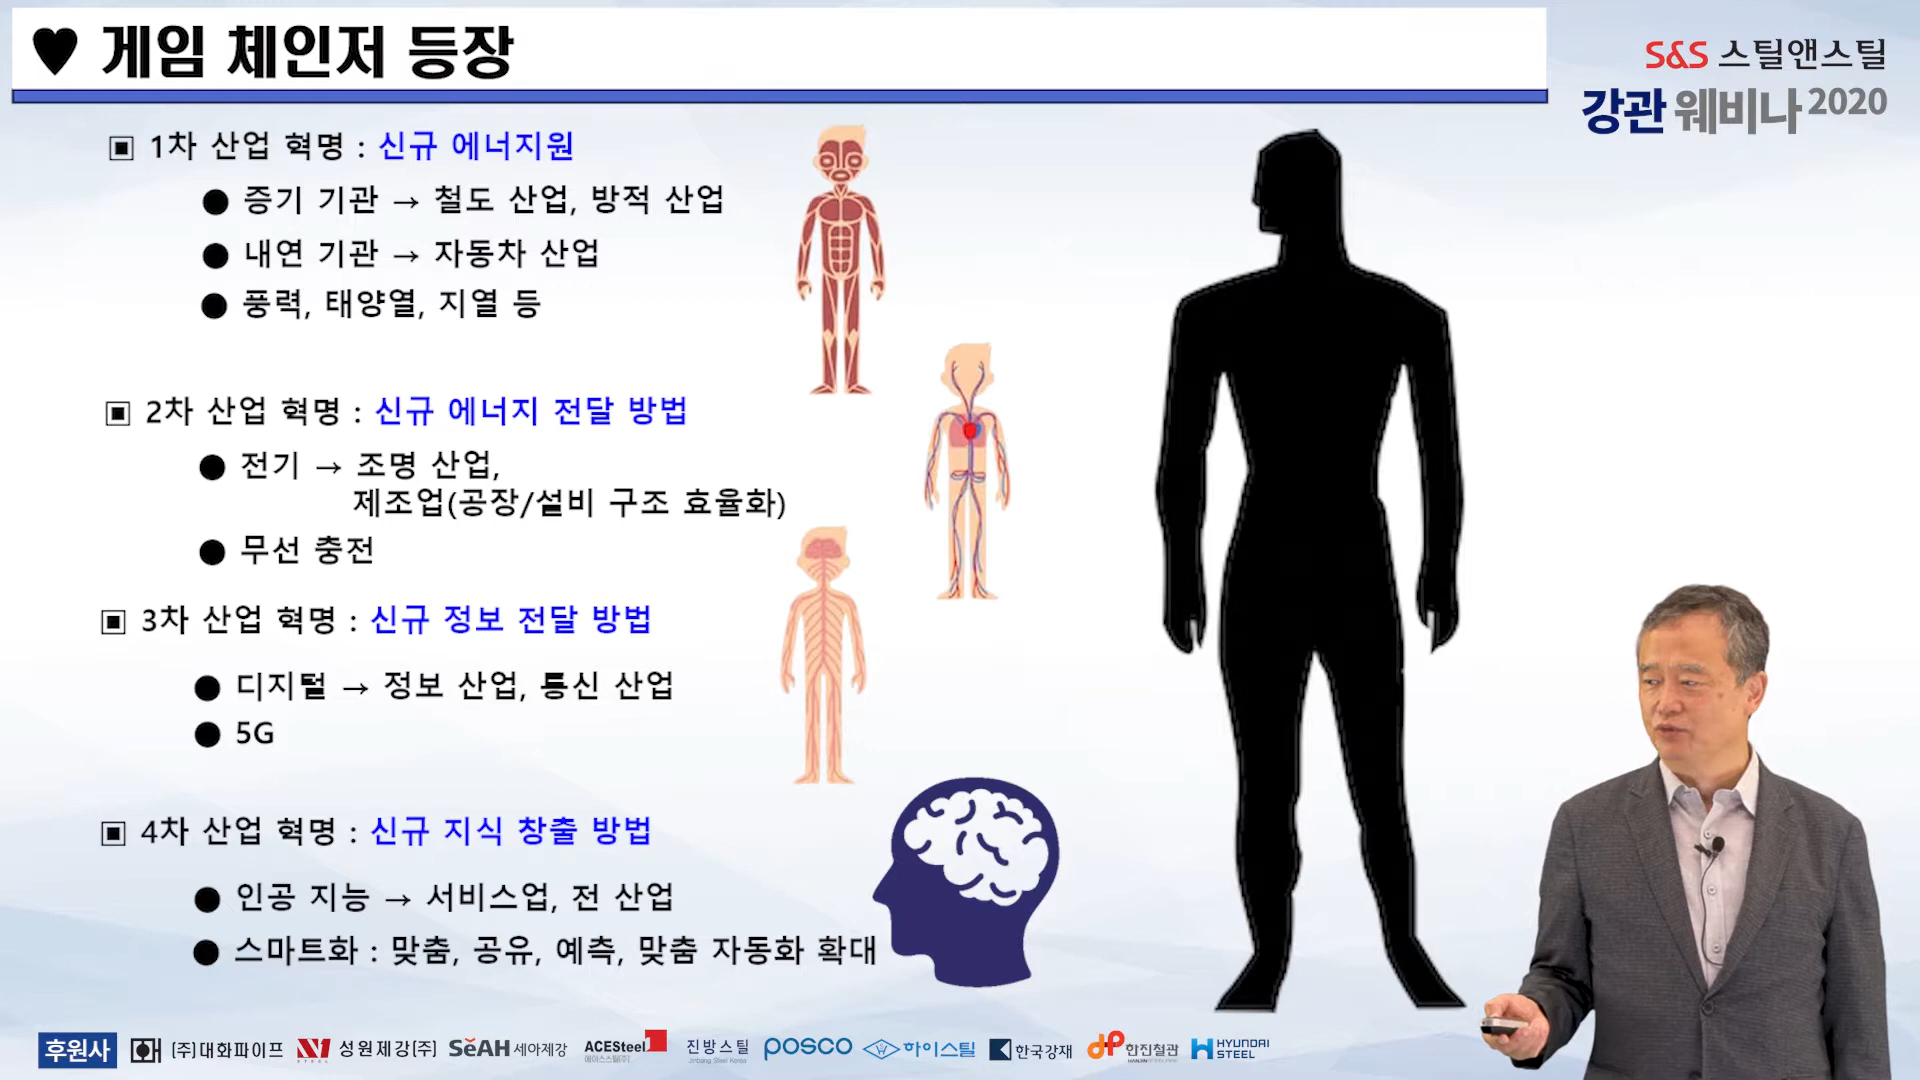 ♥ 게임 체인저 등장
S&S 스틸앤스틸
강관 웨비나 2020
▣ 1차 산업 혁명 : 신규 에너지원
● 증기 기관 → 철도 산업, 방적 산업
● 내연 기관 → 자동차 산업
● 풍력, 태양열, 지열 등
▣ 2차 산업 혁명 : 신규 에너지 전달 방법
● 전기 → 조명 산업,
제조업(공장/설비 구조 효율화)
● 무선 충전
▣ 3차 산업 혁명 : 신규 정보 전달 방법
● 디지털 → 정보 산업, 통신 산업
● 5G
▣ 4차 산업 혁명 : 신규 지식 창출 방법
● 인공 지능 → 서비스업, 전 산업
● 스마트화 : 맞춤, 공유, 예측, 맞춤 자동화 확대
후원사 (주)대화파이프 성원제강(주) SeAH 세아제강 ACESteel 에이스스틸(주) 진방스틸 Jinbang Steel Korea posco 하이스틸 한국강재 한진철관 HYUNDAI STEEL